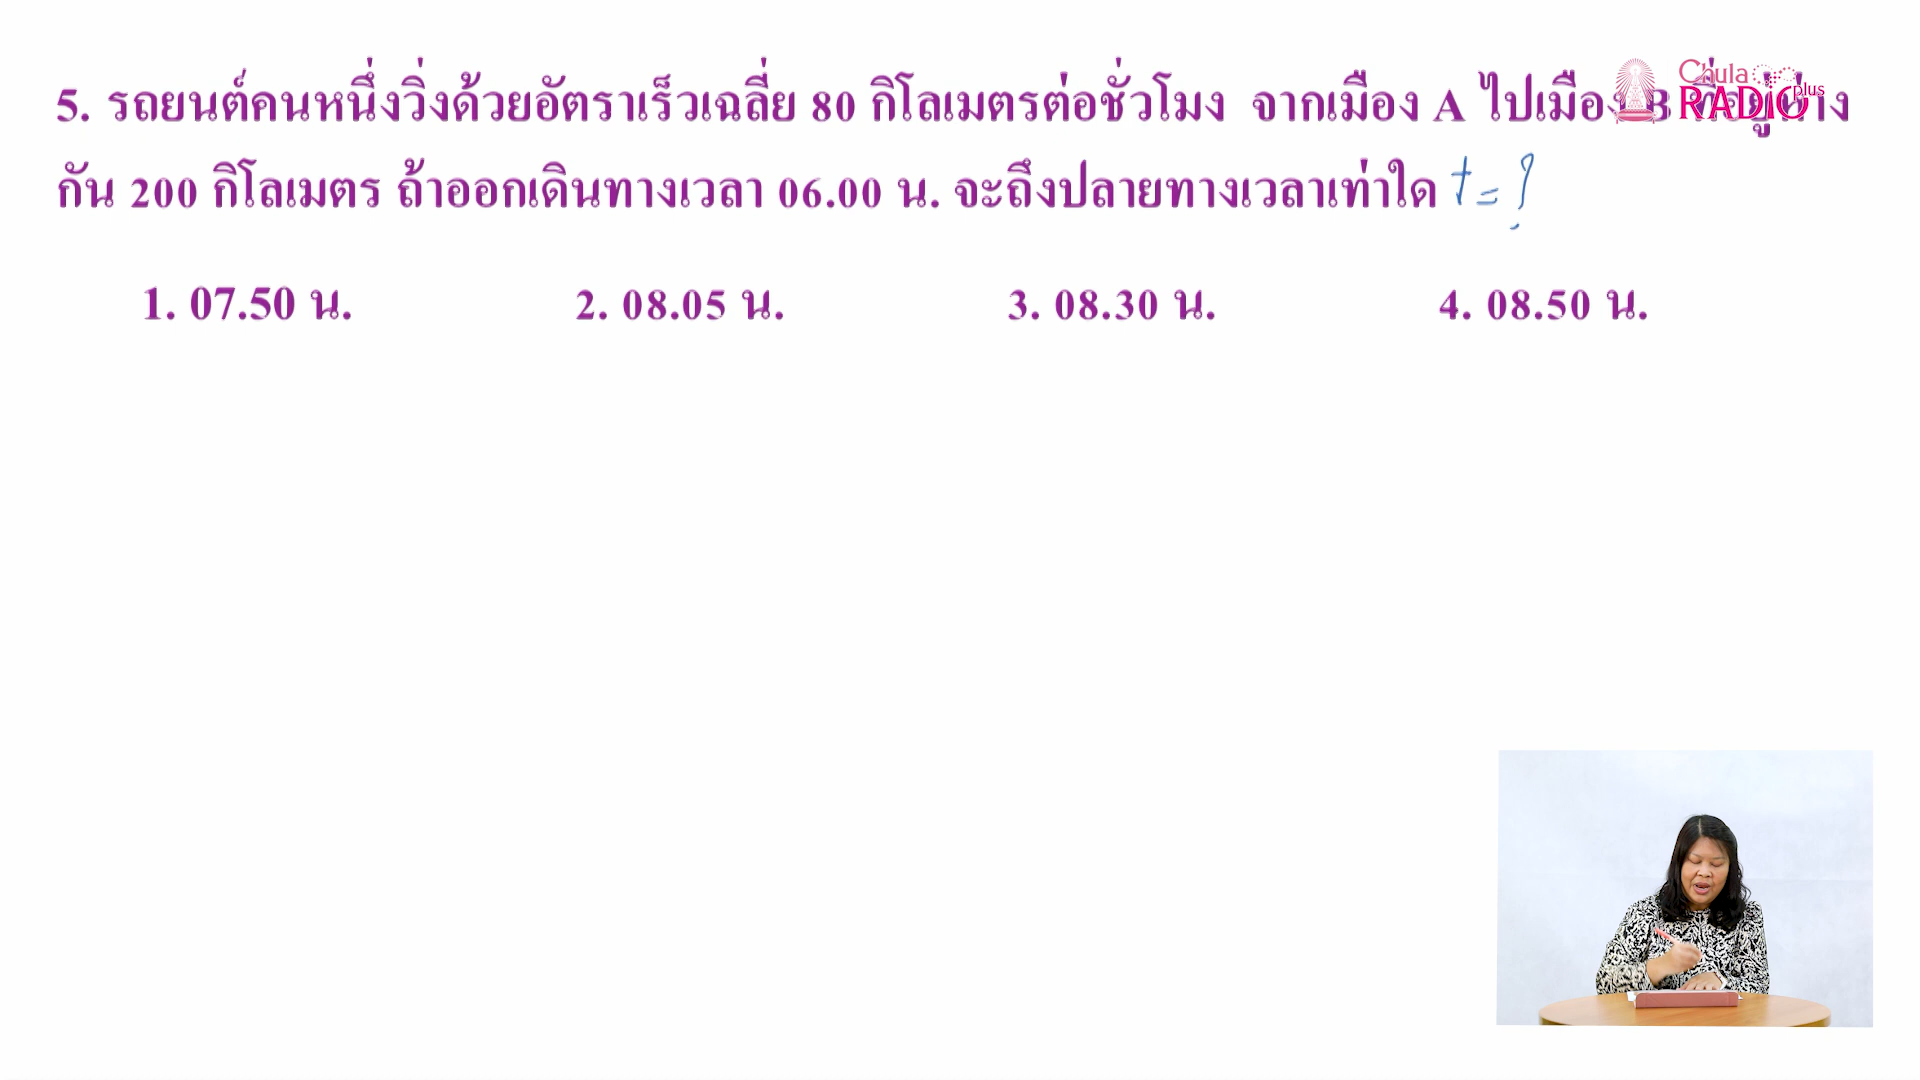 5. รถยนต์คนหนึ่งวิ่งด้วยอัตราเร็วเฉลี่ย 80 กิโลเมตรต่อชั่วโมง จากเมือง A ไปเมือง B ที่อยู่ห่าง
Chula RADIO plus
กัน 200 กิโลเมตร ถ้าออกเดินทางเวลา 06.00 น. จะถึงปลายทางเวลาเท่าใด t = ?
1. 07.50 น. 2. 08.05 น. 3. 08.30 น. 4. 08.50 น.